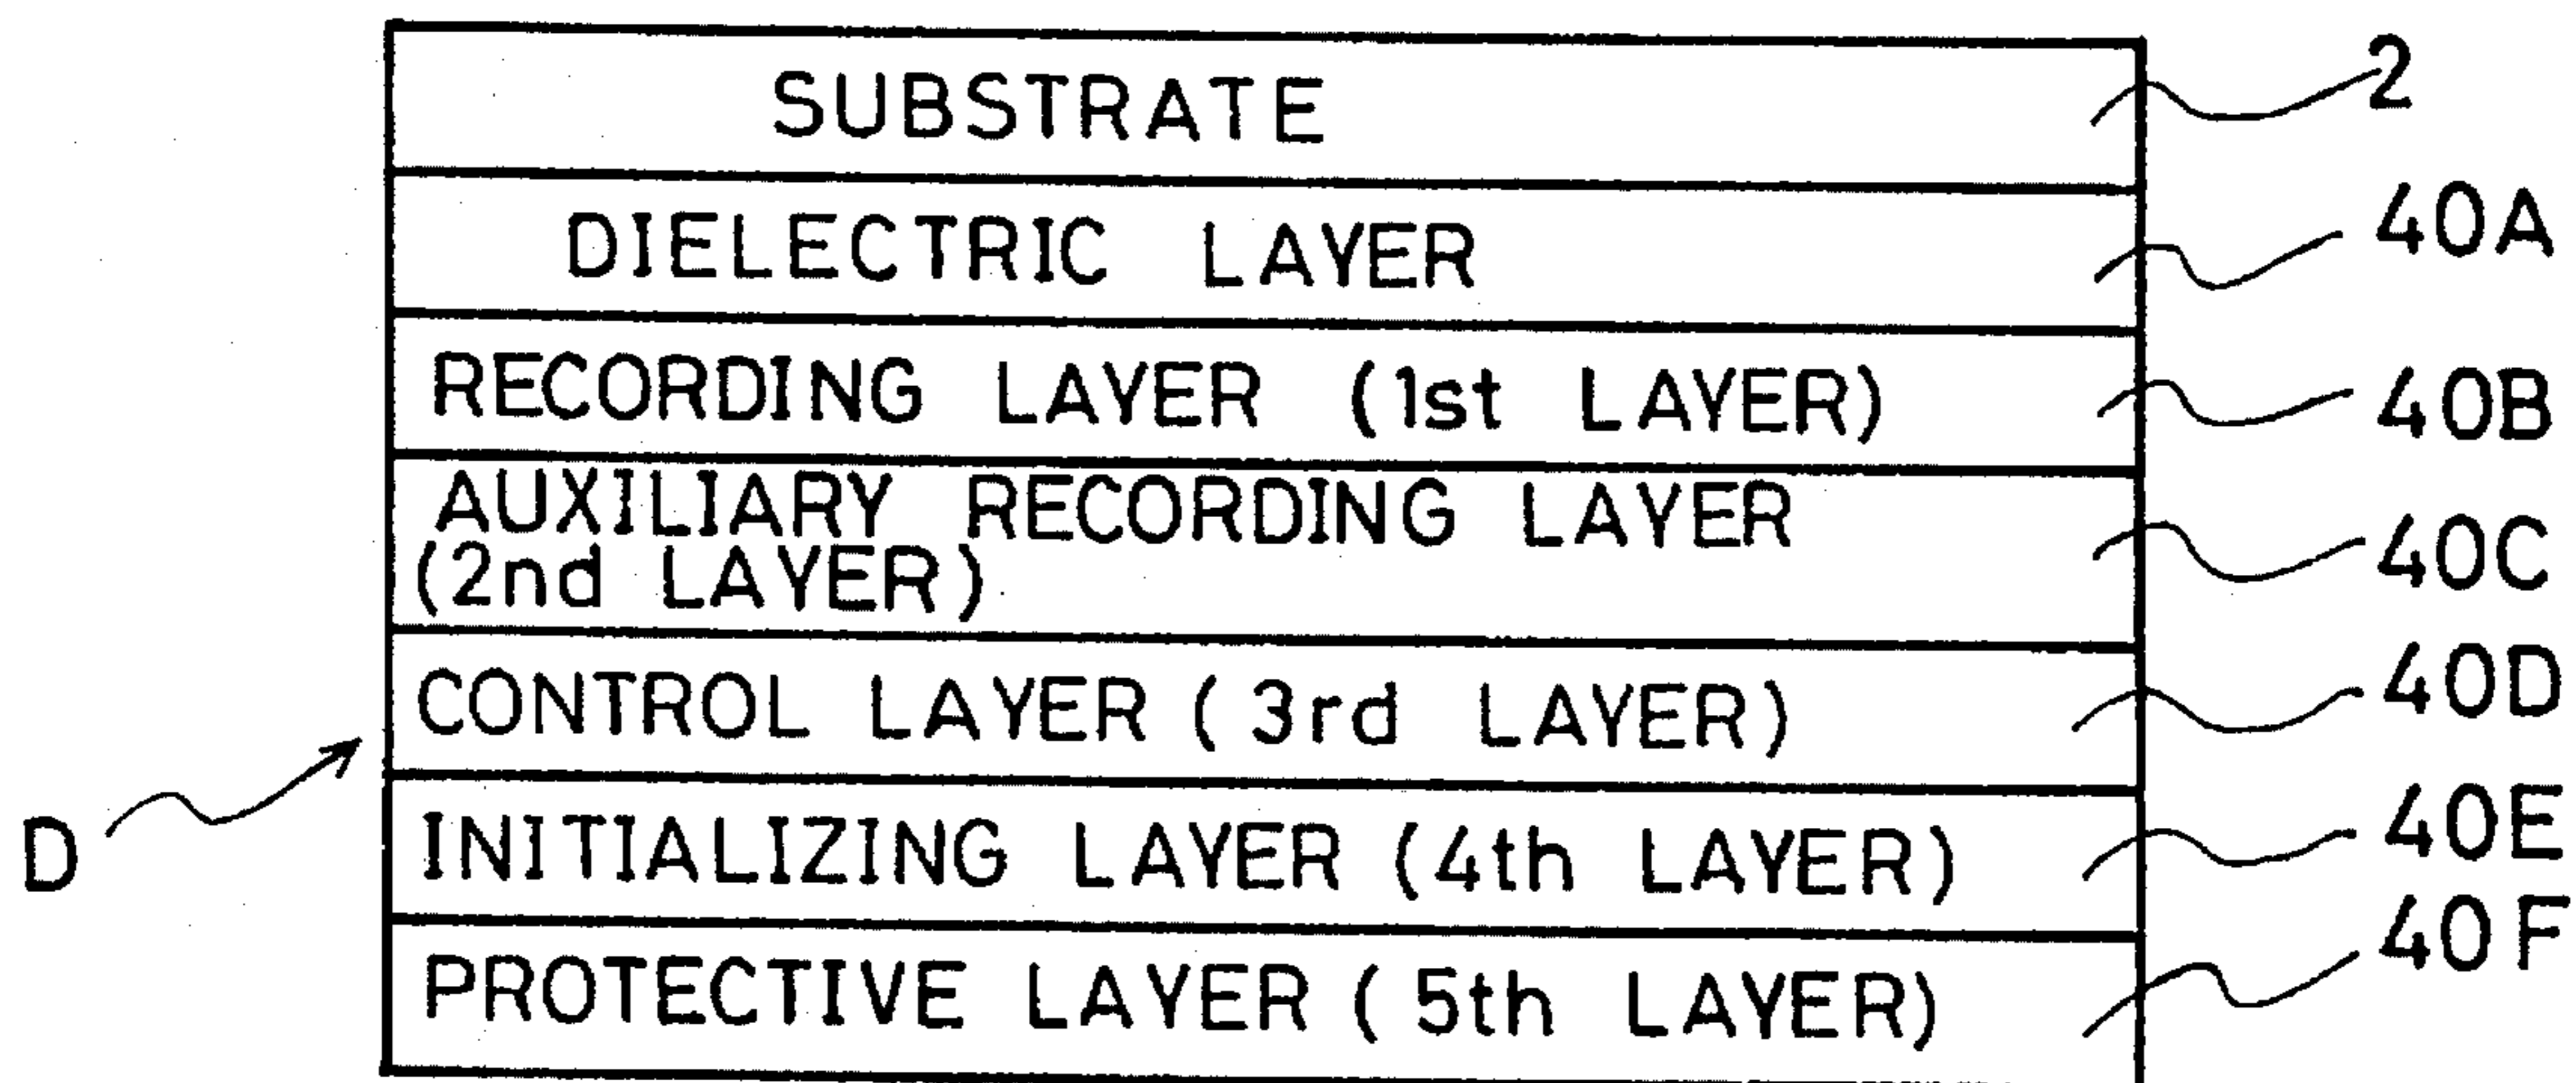 SUBSTRATE 2
DIELECTRIC LAYER 40A
RECORDING LAYER (1st LAYER) 40B
AUXILIARY RECORDING LAYER
(2nd LAYER) 40C
CONTROL LAYER (3rd LAYER) 40D
D
INITIALIZING LAYER (4th LAYER) 40E
PROTECTIVE LAYER (5th LAYER) 40F